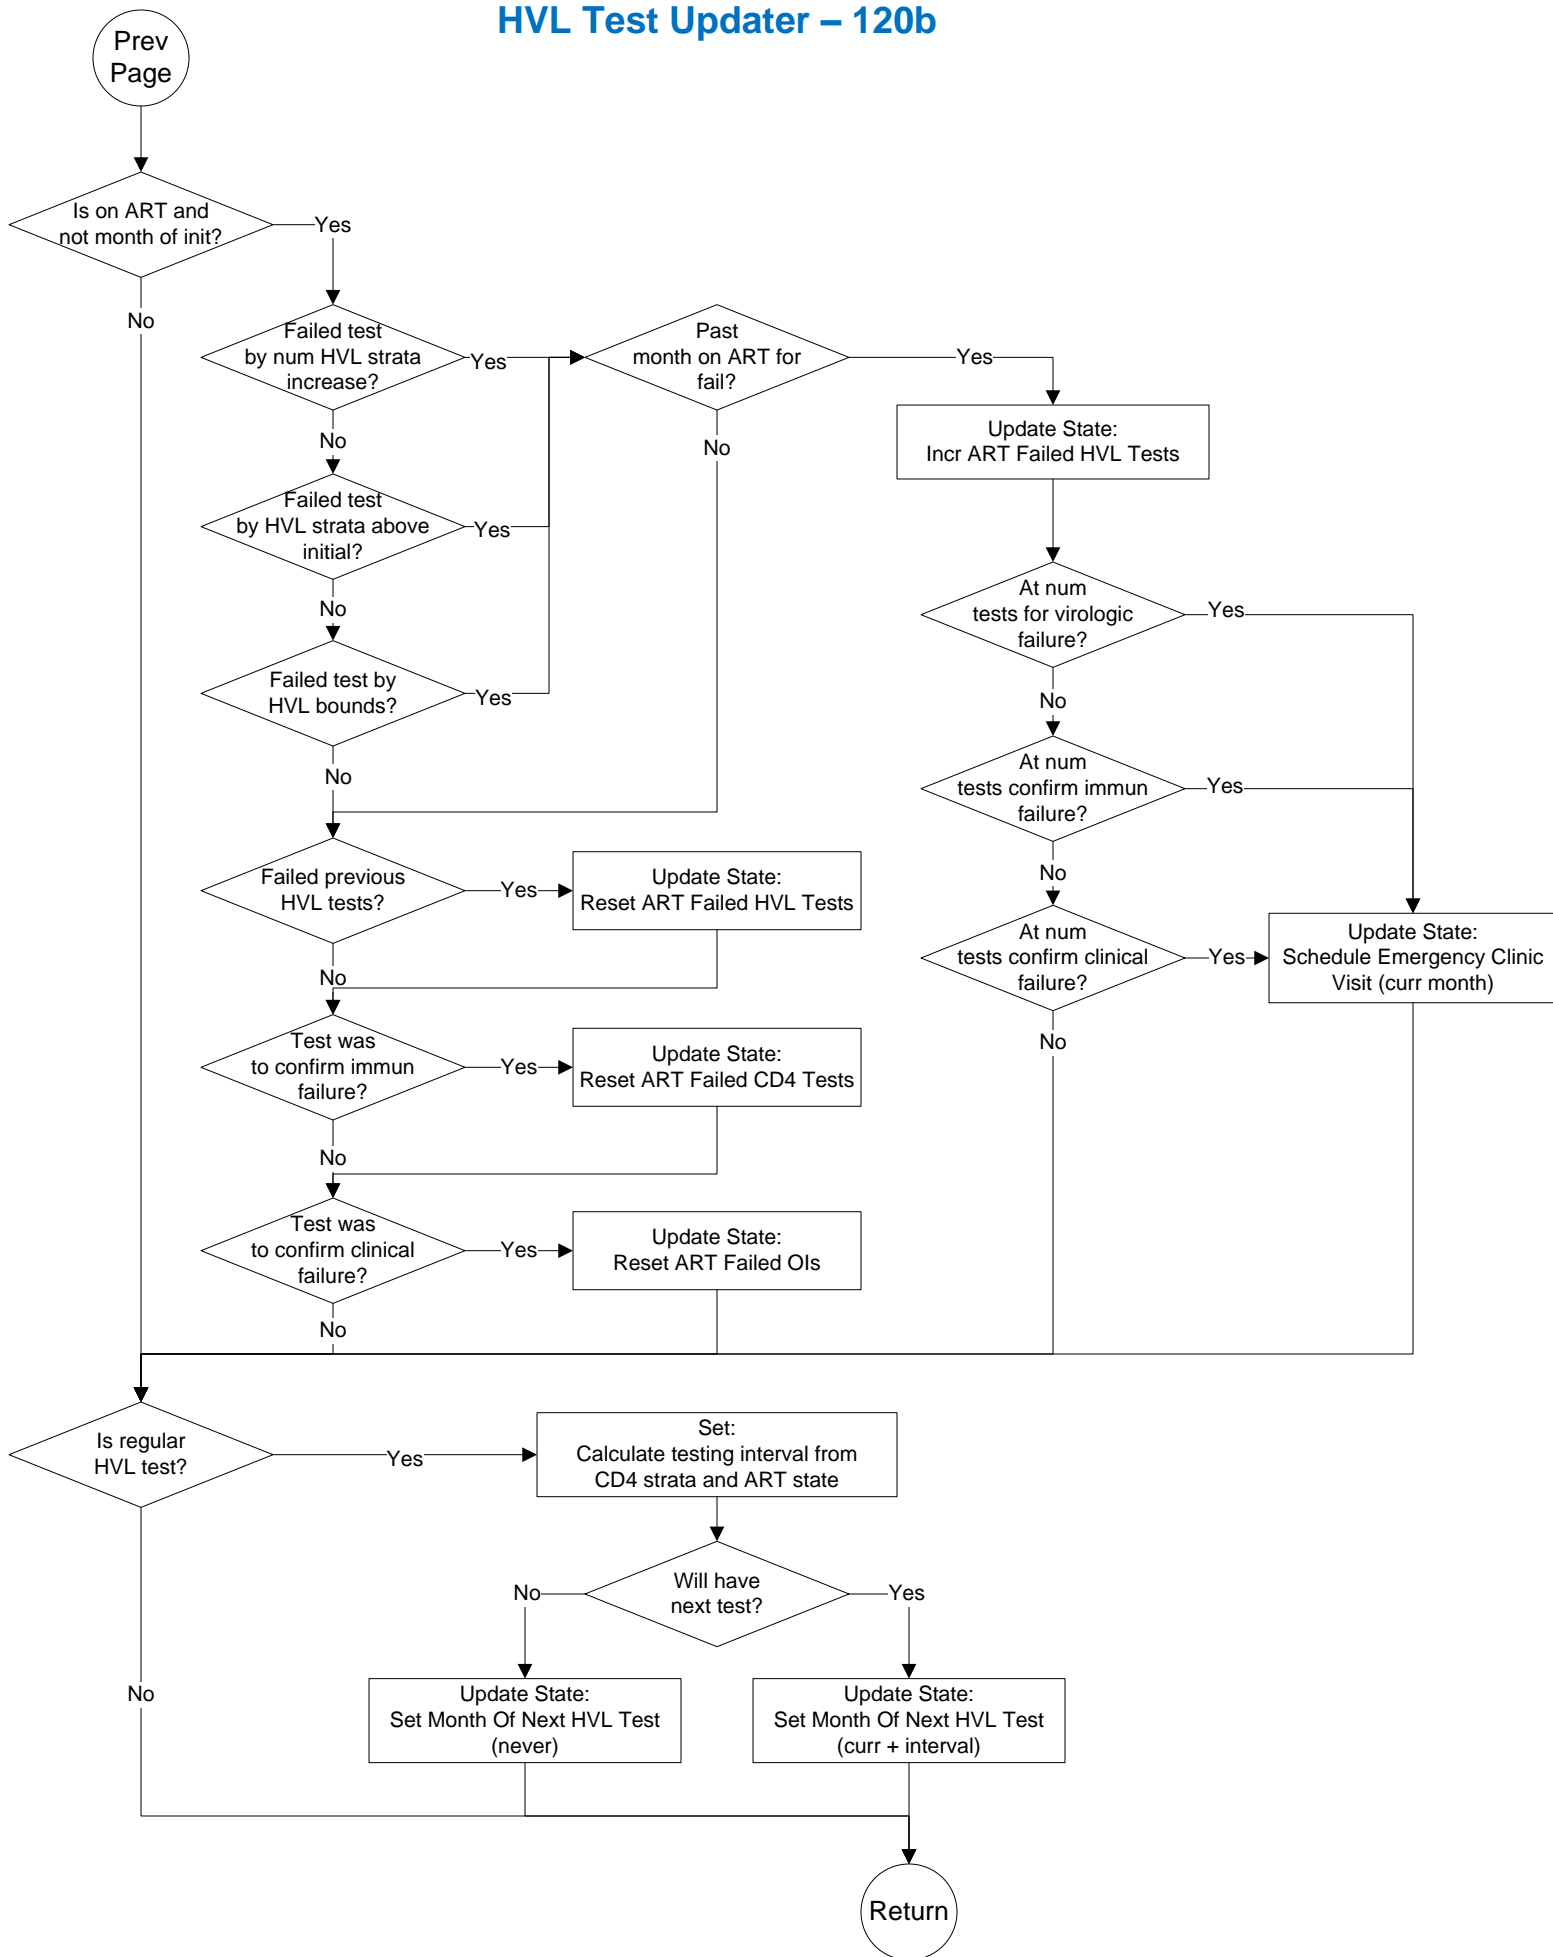 HVL Test Updater – 120b
Prev
Page
Is on ART and
not month of init?
Yes
No
Failed test
by num HVL strata
increase?
Yes
No
Past
month on ART for
fail?
Yes
No
Update State:
Incr ART Failed HVL Tests
Failed test
by HVL strata above
initial?
Yes
No
At num
tests for virologic
failure?
Yes
No
Failed test by
HVL bounds?
Yes
No
At num
tests confirm immun
failure?
Yes
No
Failed previous
HVL tests?
Yes
No
Update State:
Reset ART Failed HVL Tests
At num
tests confirm clinical
failure?
Yes
No
Update State:
Schedule Emergency Clinic
Visit (curr month)
Test was
to confirm immun
failure?
Yes
No
Update State:
Reset ART Failed CD4 Tests
Test was
to confirm clinical
failure?
Yes
No
Update State:
Reset ART Failed OIs
Is regular
HVL test?
Yes
No
Set:
Calculate testing interval from
CD4 strata and ART state
Will have
next test?
No
Yes
Update State:
Set Month Of Next HVL Test
(never)
Update State:
Set Month Of Next HVL Test
(curr + interval)
Return